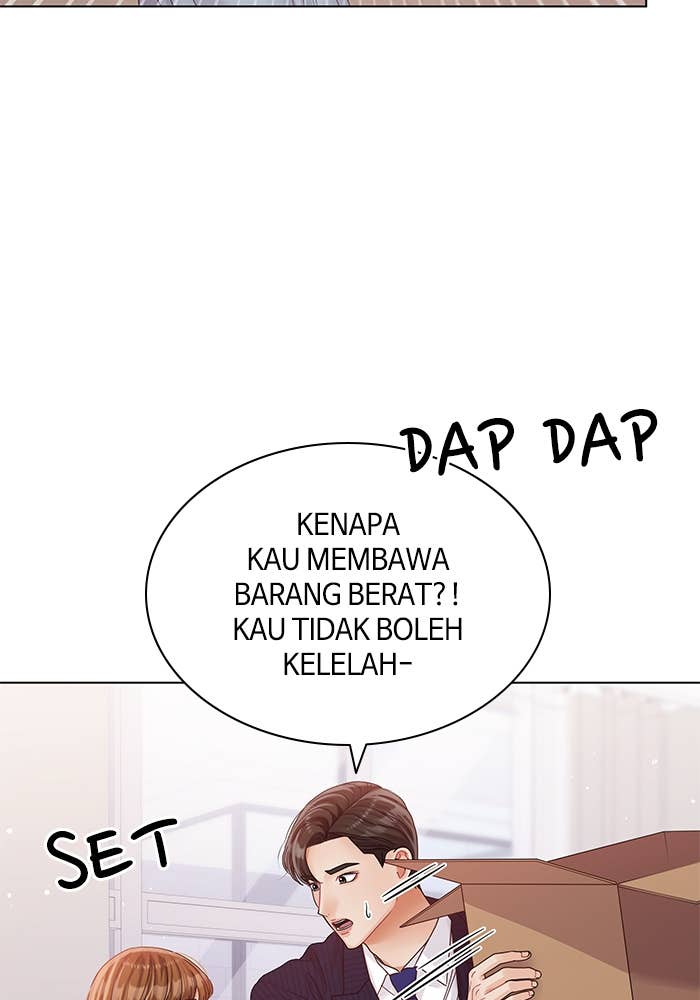 DAP DAP
KENAPA
KAU MEMBAWA
BARANG BERAT?!
KAU TIDAK BOLEH
KELELAH-
SET